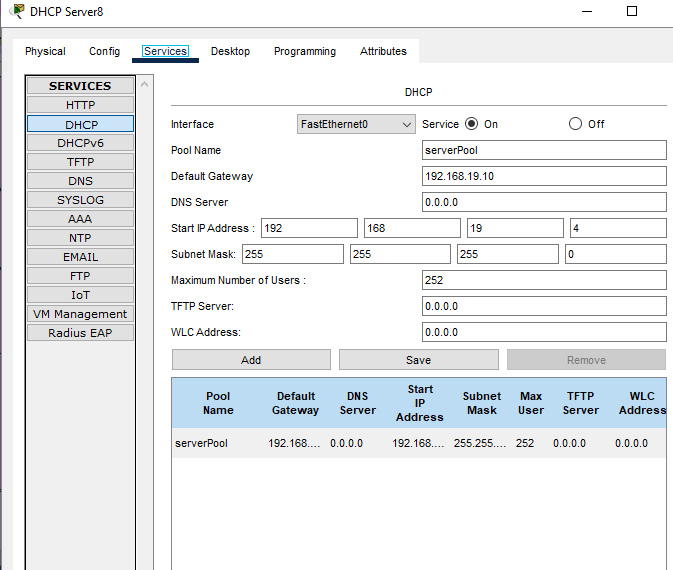 DHCP Server8
Physical Config Services Desktop Programming Attributes
SERVICES
HTTP
DHCP
DHCPv6
TFTP
DNS
SYSLOG
AAA
NTP
EMAIL
FTP
IoT
VM Management
Radius EAP
DHCP
Interface FastEthernet0 Service On Off
Pool Name serverPool
Default Gateway 192.168.19.10
DNS Server 0.0.0.0
Start IP Address : 192 168 19 4
Subnet Mask: 255 255 255 0
Maximum Number of Users : 252
TFTP Server: 0.0.0.0
WLC Address: 0.0.0.0
Add Save Remove
Pool Name Default Gateway DNS Server Start IP Address Subnet Mask Max User TFTP Server WLC Address
serverPool 192.168.... 0.0.0.0 192.168.... 255.255.... 252 0.0.0.0 0.0.0.0